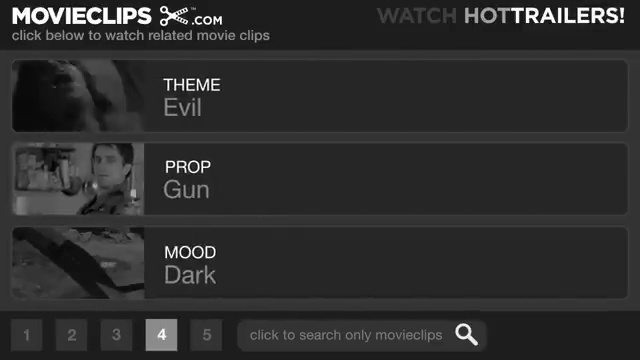 MOVIECLIPS .COM™
WATCH HOTTRAILERS!
click below to watch related movie clips
THEME
Evil
PROP
Gun
MOOD
Dark
1 2 3 4 5
click to search only movieclips